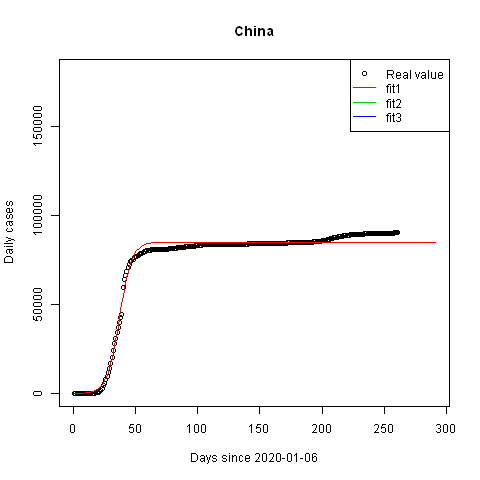 China
Real value
fit1
fit2
fit3
Daily cases
150000
100000
50000
0
0 50 100 150 200 250 300
Days since 2020-01-06